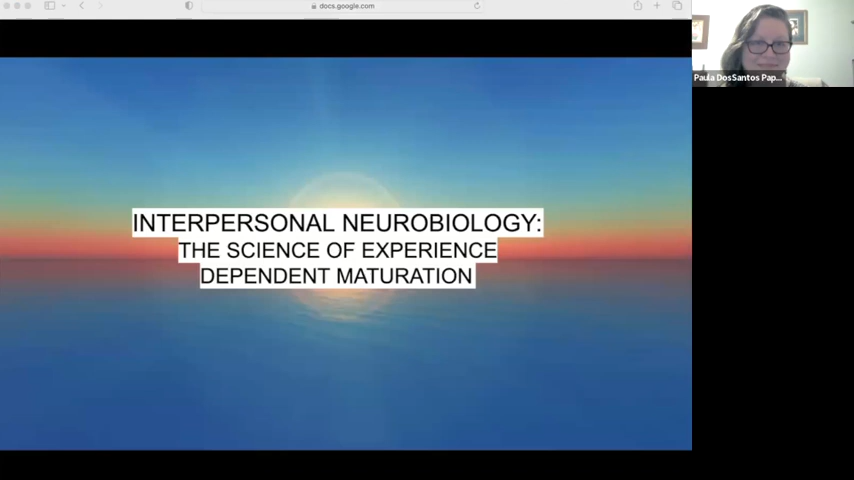 docs.google.com
Paula DosSantos Pap...
INTERPERSONAL NEUROBIOLOGY:
THE SCIENCE OF EXPERIENCE
DEPENDENT MATURATION